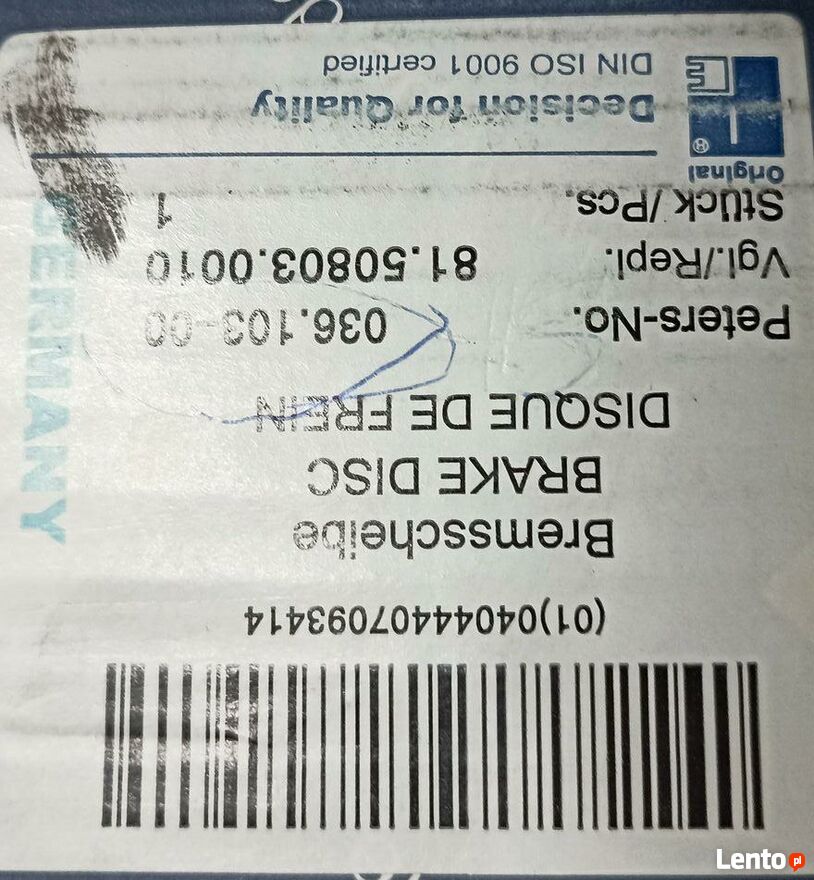 Original
Decision for Quality
DIN ISO 9001 certified
Stück/Pcs. 1
Vgl./Repl. 81.50803.0010
Peters-No. 036.103-00
DISQUE DE FREIN
BRAKE DISC
Bremsscheibe
(01)04044407093414
GERMANY
Lento.pl